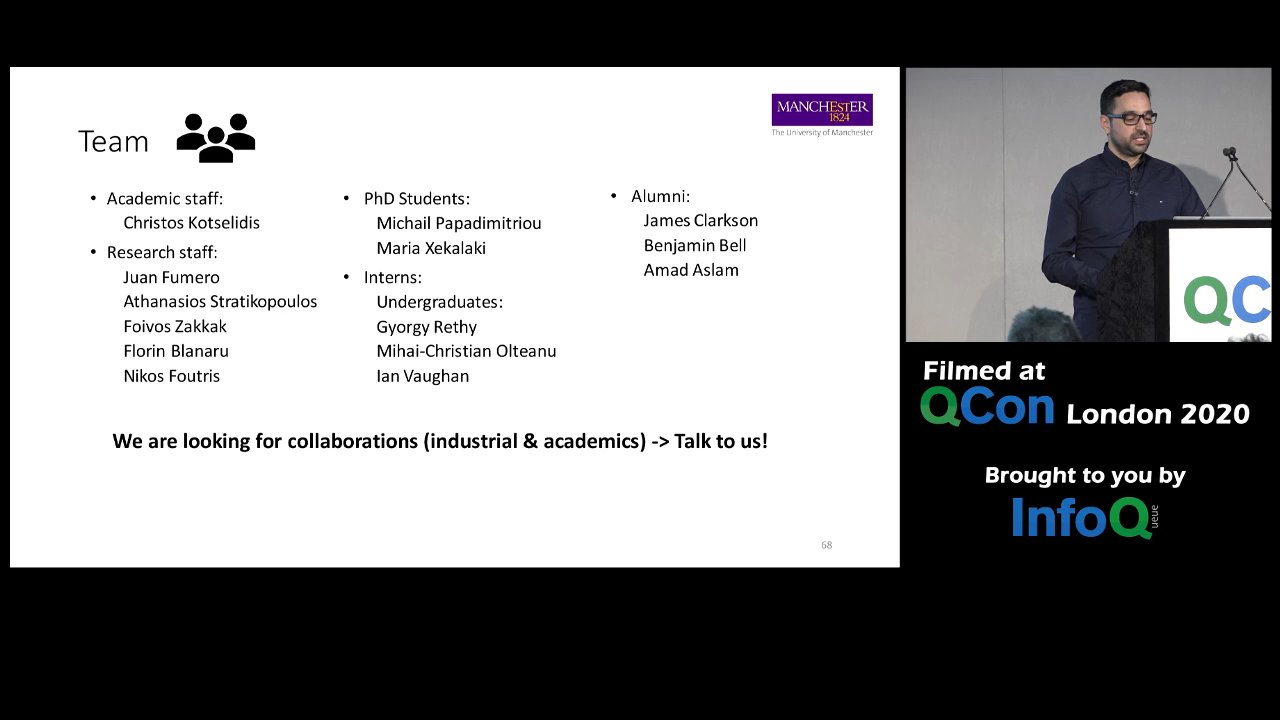 Team
MANCHESTER
1824
The University of Manchester
• Academic staff:
Christos Kotselidis
• Research staff:
Juan Fumero
Athanasios Stratikopoulos
Foivos Zakkak
Florin Blanaru
Nikos Foutris
• PhD Students:
Michail Papadimitriou
Maria Xekalaki
• Interns:
Undergraduates:
Gyorgy Rethy
Mihai-Christian Olteanu
Ian Vaughan
• Alumni:
James Clarkson
Benjamin Bell
Amad Aslam
We are looking for collaborations (industrial & academics) -> Talk to us!
68
QC
Filmed at
QCon London 2020
Brought to you by
InfoQueue